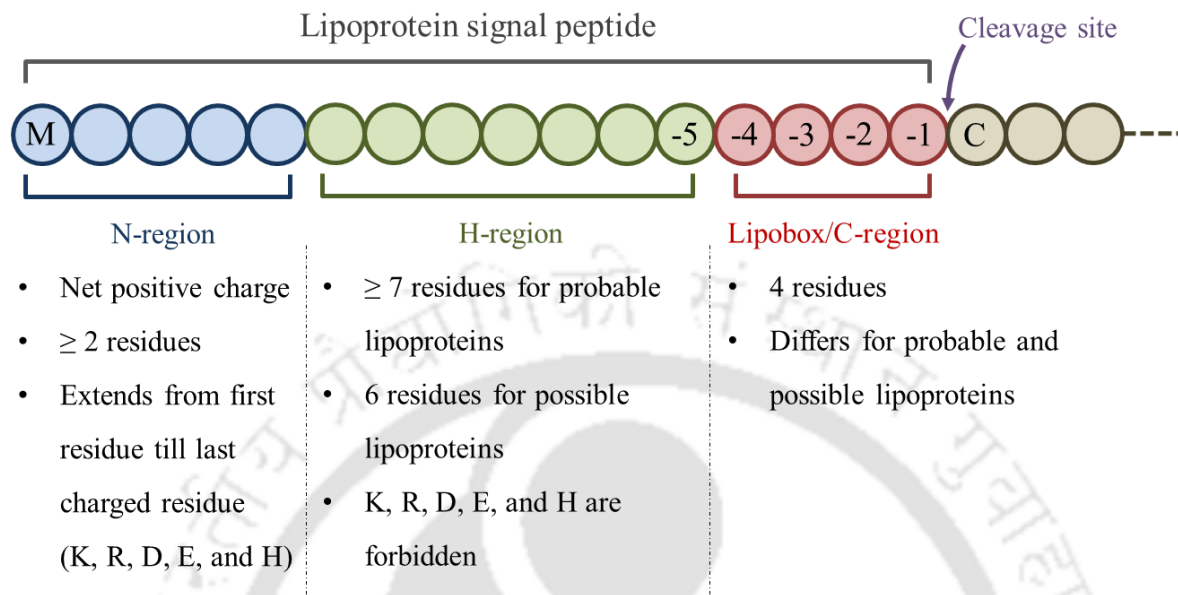 Lipoprotein signal peptide
Cleavage site
M -5 -4 -3 -2 -1 C
N-region
• Net positive charge
• ≥ 2 residues
• Extends from first
residue till last
charged residue
(K, R, D, E, and H)
H-region
• ≥ 7 residues for probable
lipoproteins
• 6 residues for possible
lipoproteins
• K, R, D, E, and H are
forbidden
Lipobox/C-region
• 4 residues
• Differs for probable and
possible lipoproteins
प्रौद्योगिकी संस्थान